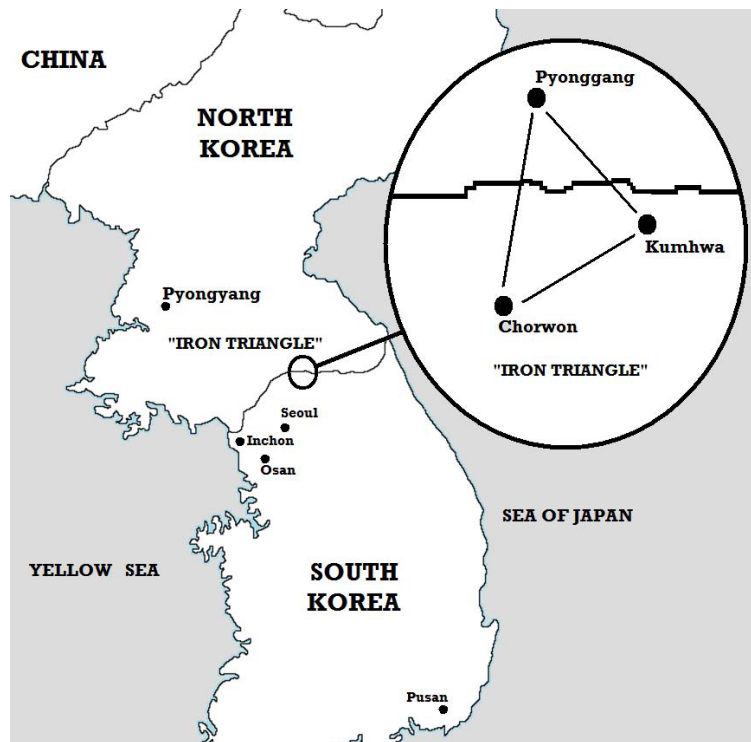 CHINA
NORTH
KOREA
Pyonggang
Kumhwa
Chorwon
"IRON TRIANGLE"
Pyongyang
"IRON TRIANGLE"
Seoul
Inchon
Osan
SEA OF JAPAN
YELLOW SEA
SOUTH
KOREA
Pusan